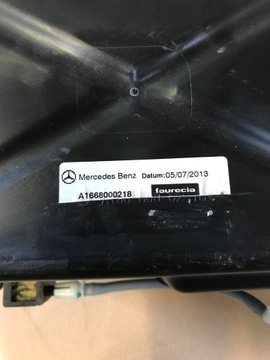 Mercedes Benz Datum:05/07/2013
A1668000218 faurecia